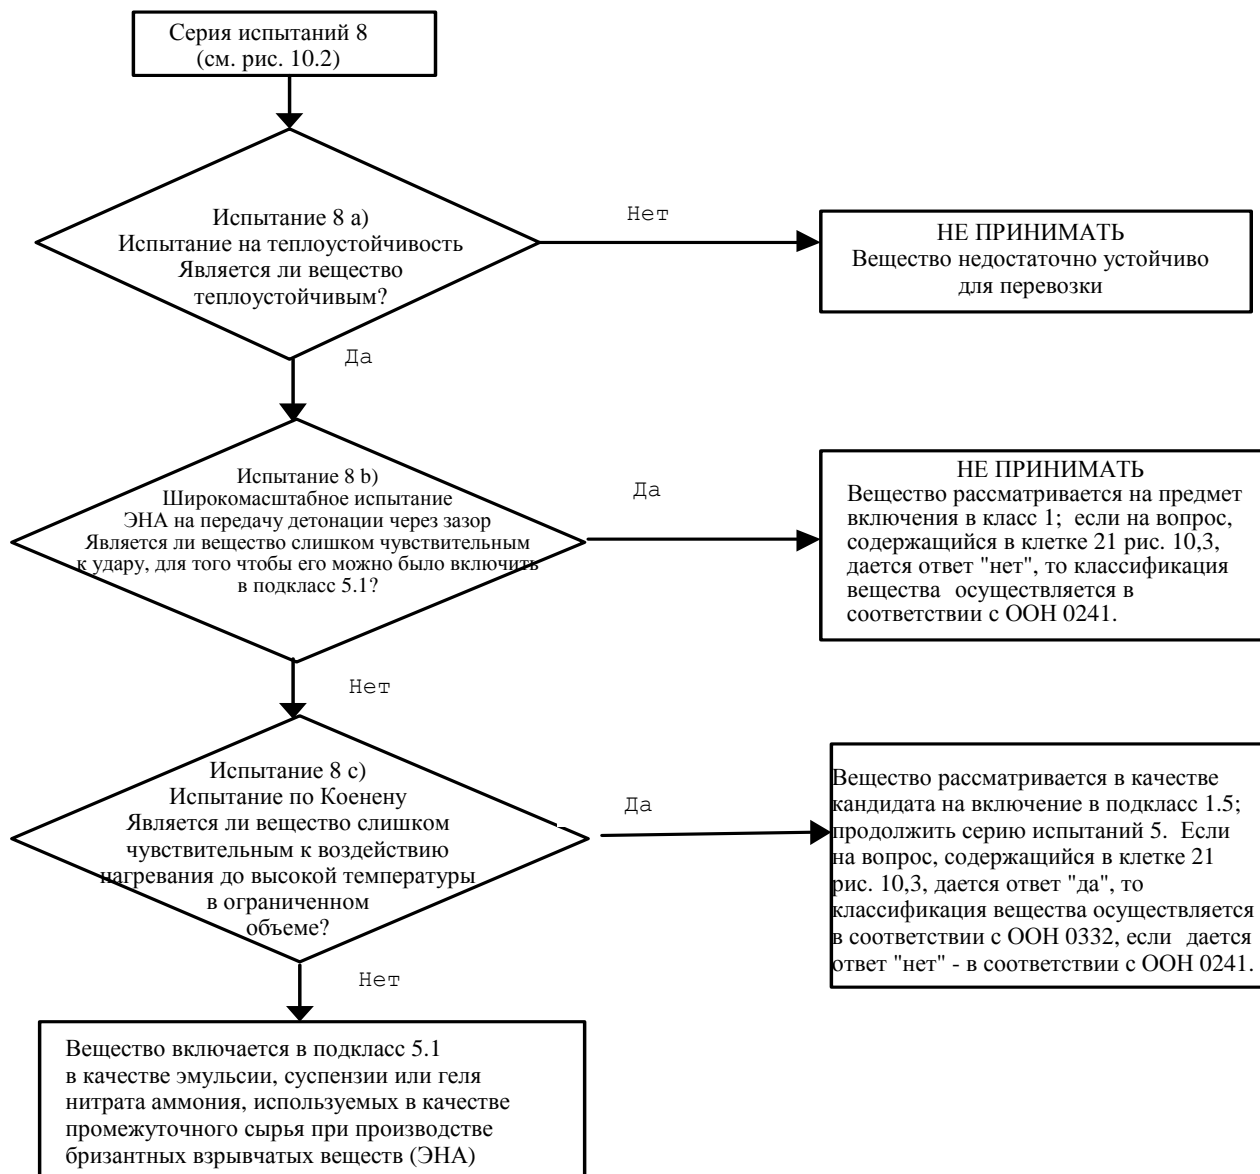 Серия испытаний 8
(см. рис. 10.2)
Испытание 8 a)
Испытание на теплоустойчивость
Является ли вещество
теплоустойчивым?
Нет
НЕ ПРИНИМАТЬ
Вещество недостаточно устойчиво
для перевозки
Да
Испытание 8 b)
Широкомасштабное испытание
ЭНА на передачу детонации через зазор
Является ли вещество слишком чувствительным
к удару, для того чтобы его можно было включить
в подкласс 5.1?
Да
НЕ ПРИНИМАТЬ
Вещество рассматривается на предмет
включения в класс 1; если на вопрос,
содержащийся в клетке 21 рис. 10,3,
дается ответ "нет", то классификация
вещества осуществляется в
соответствии с ООН 0241.
Нет
Испытание 8 c)
Испытание по Коенену
Является ли вещество слишком
чувствительным к воздействию
нагревания до высокой температуры
в ограниченном
объеме?
Да
Вещество рассматривается в качестве
кандидата на включение в подкласс 1.5;
продолжить серию испытаний 5. Если
на вопрос, содержащийся в клетке 21
рис. 10,3, дается ответ "да", то
классификация вещества осуществляется
в соответствии с ООН 0332, если дается
ответ "нет" - в соответствии с ООН 0241.
Нет
Вещество включается в подкласс 5.1
в качестве эмульсии, суспензии или геля
нитрата аммония, используемых в качестве
промежуточного сырья при производстве
бризантных взрывчатых веществ (ЭНА)